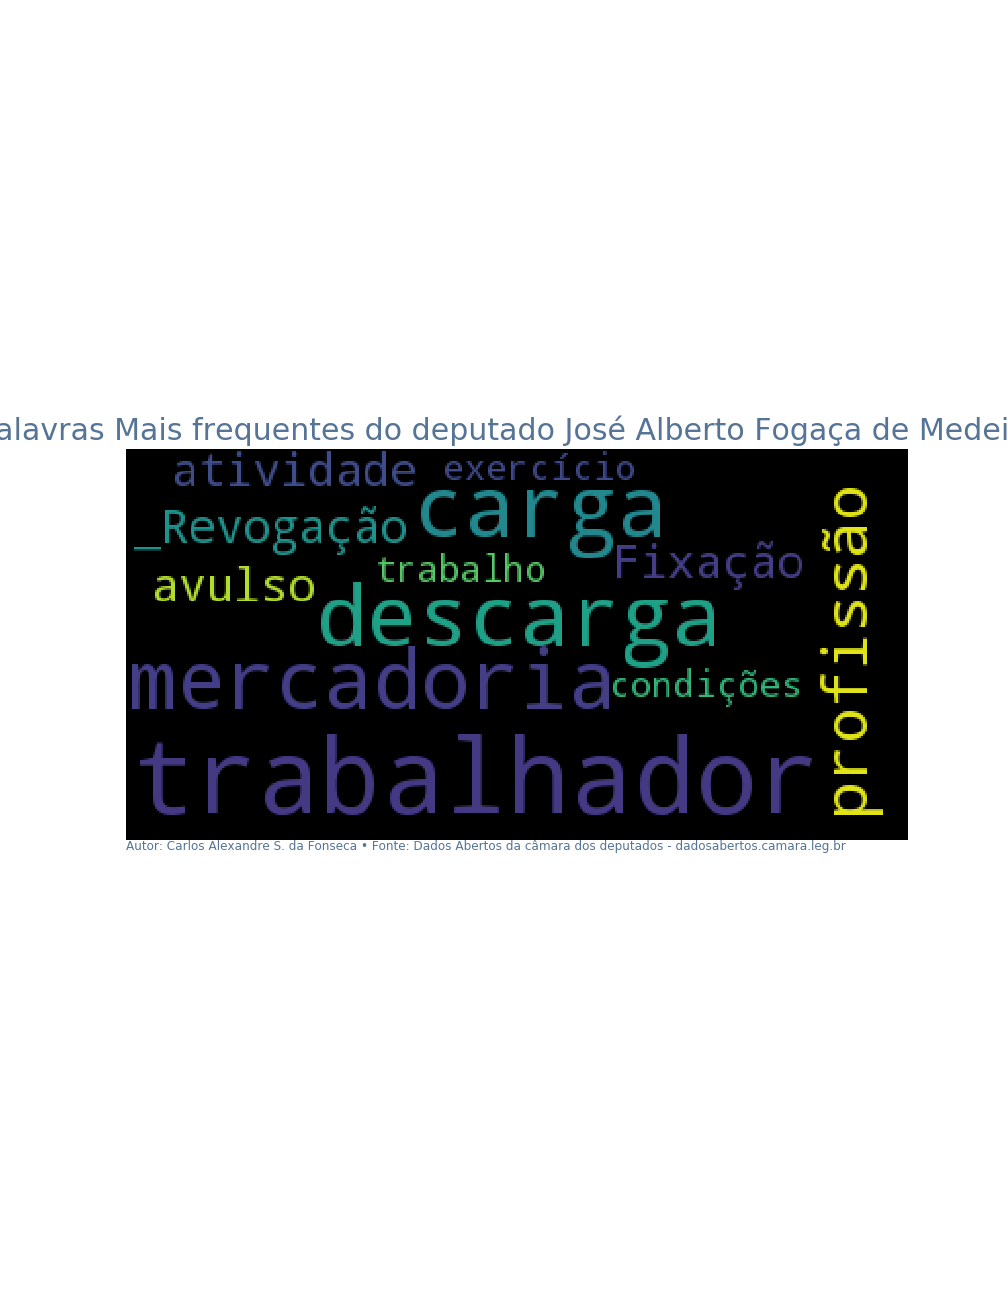 alavras Mais frequentes do deputado José Alberto Fogaça de Medei
atividade exercício
carga
_Revogação
profissão
Fixação
trabalho
avulso
descarga
mercadoria
condições
trabalhador
Autor: Carlos Alexandre S. da Fonseca • Fonte: Dados Abertos da câmara dos deputados - dadosabertos.camara.leg.br